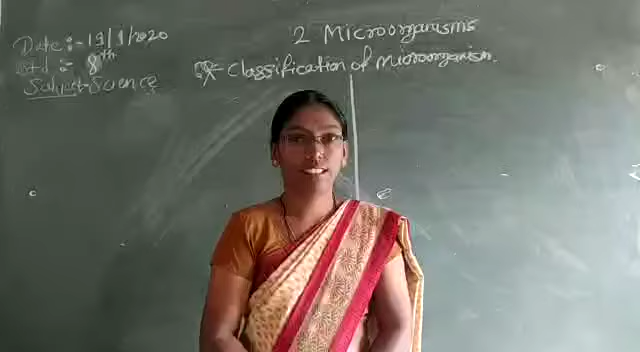 Date :- 19/1/2020
Std :- 8th
Subject Science
2 Microorganisms
Classification of Microorganism.